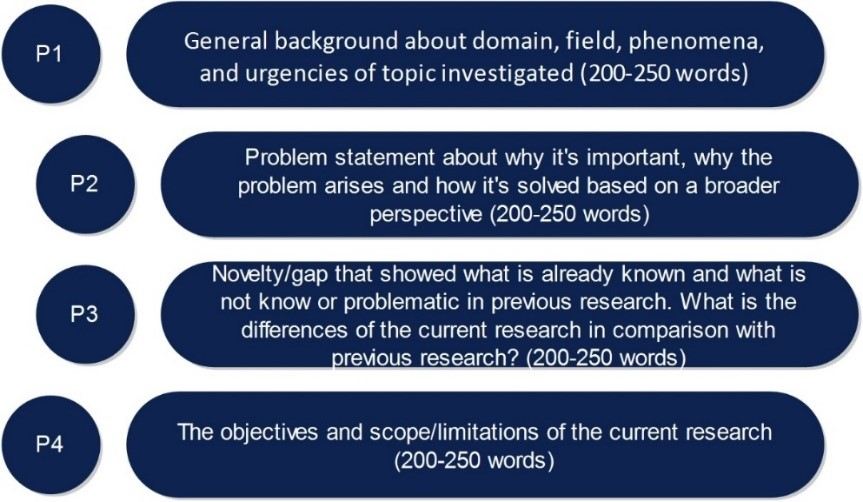 P1
General background about domain, field, phenomena,
and urgencies of topic investigated (200-250 words)
P2
Problem statement about why it's important, why the
problem arises and how it's solved based on a broader
perspective (200-250 words)
P3
Novelty/gap that showed what is already known and what is
not know or problematic in previous research. What is the
differences of the current research in comparison with
previous research? (200-250 words)
P4
The objectives and scope/limitations of the current research
(200-250 words)